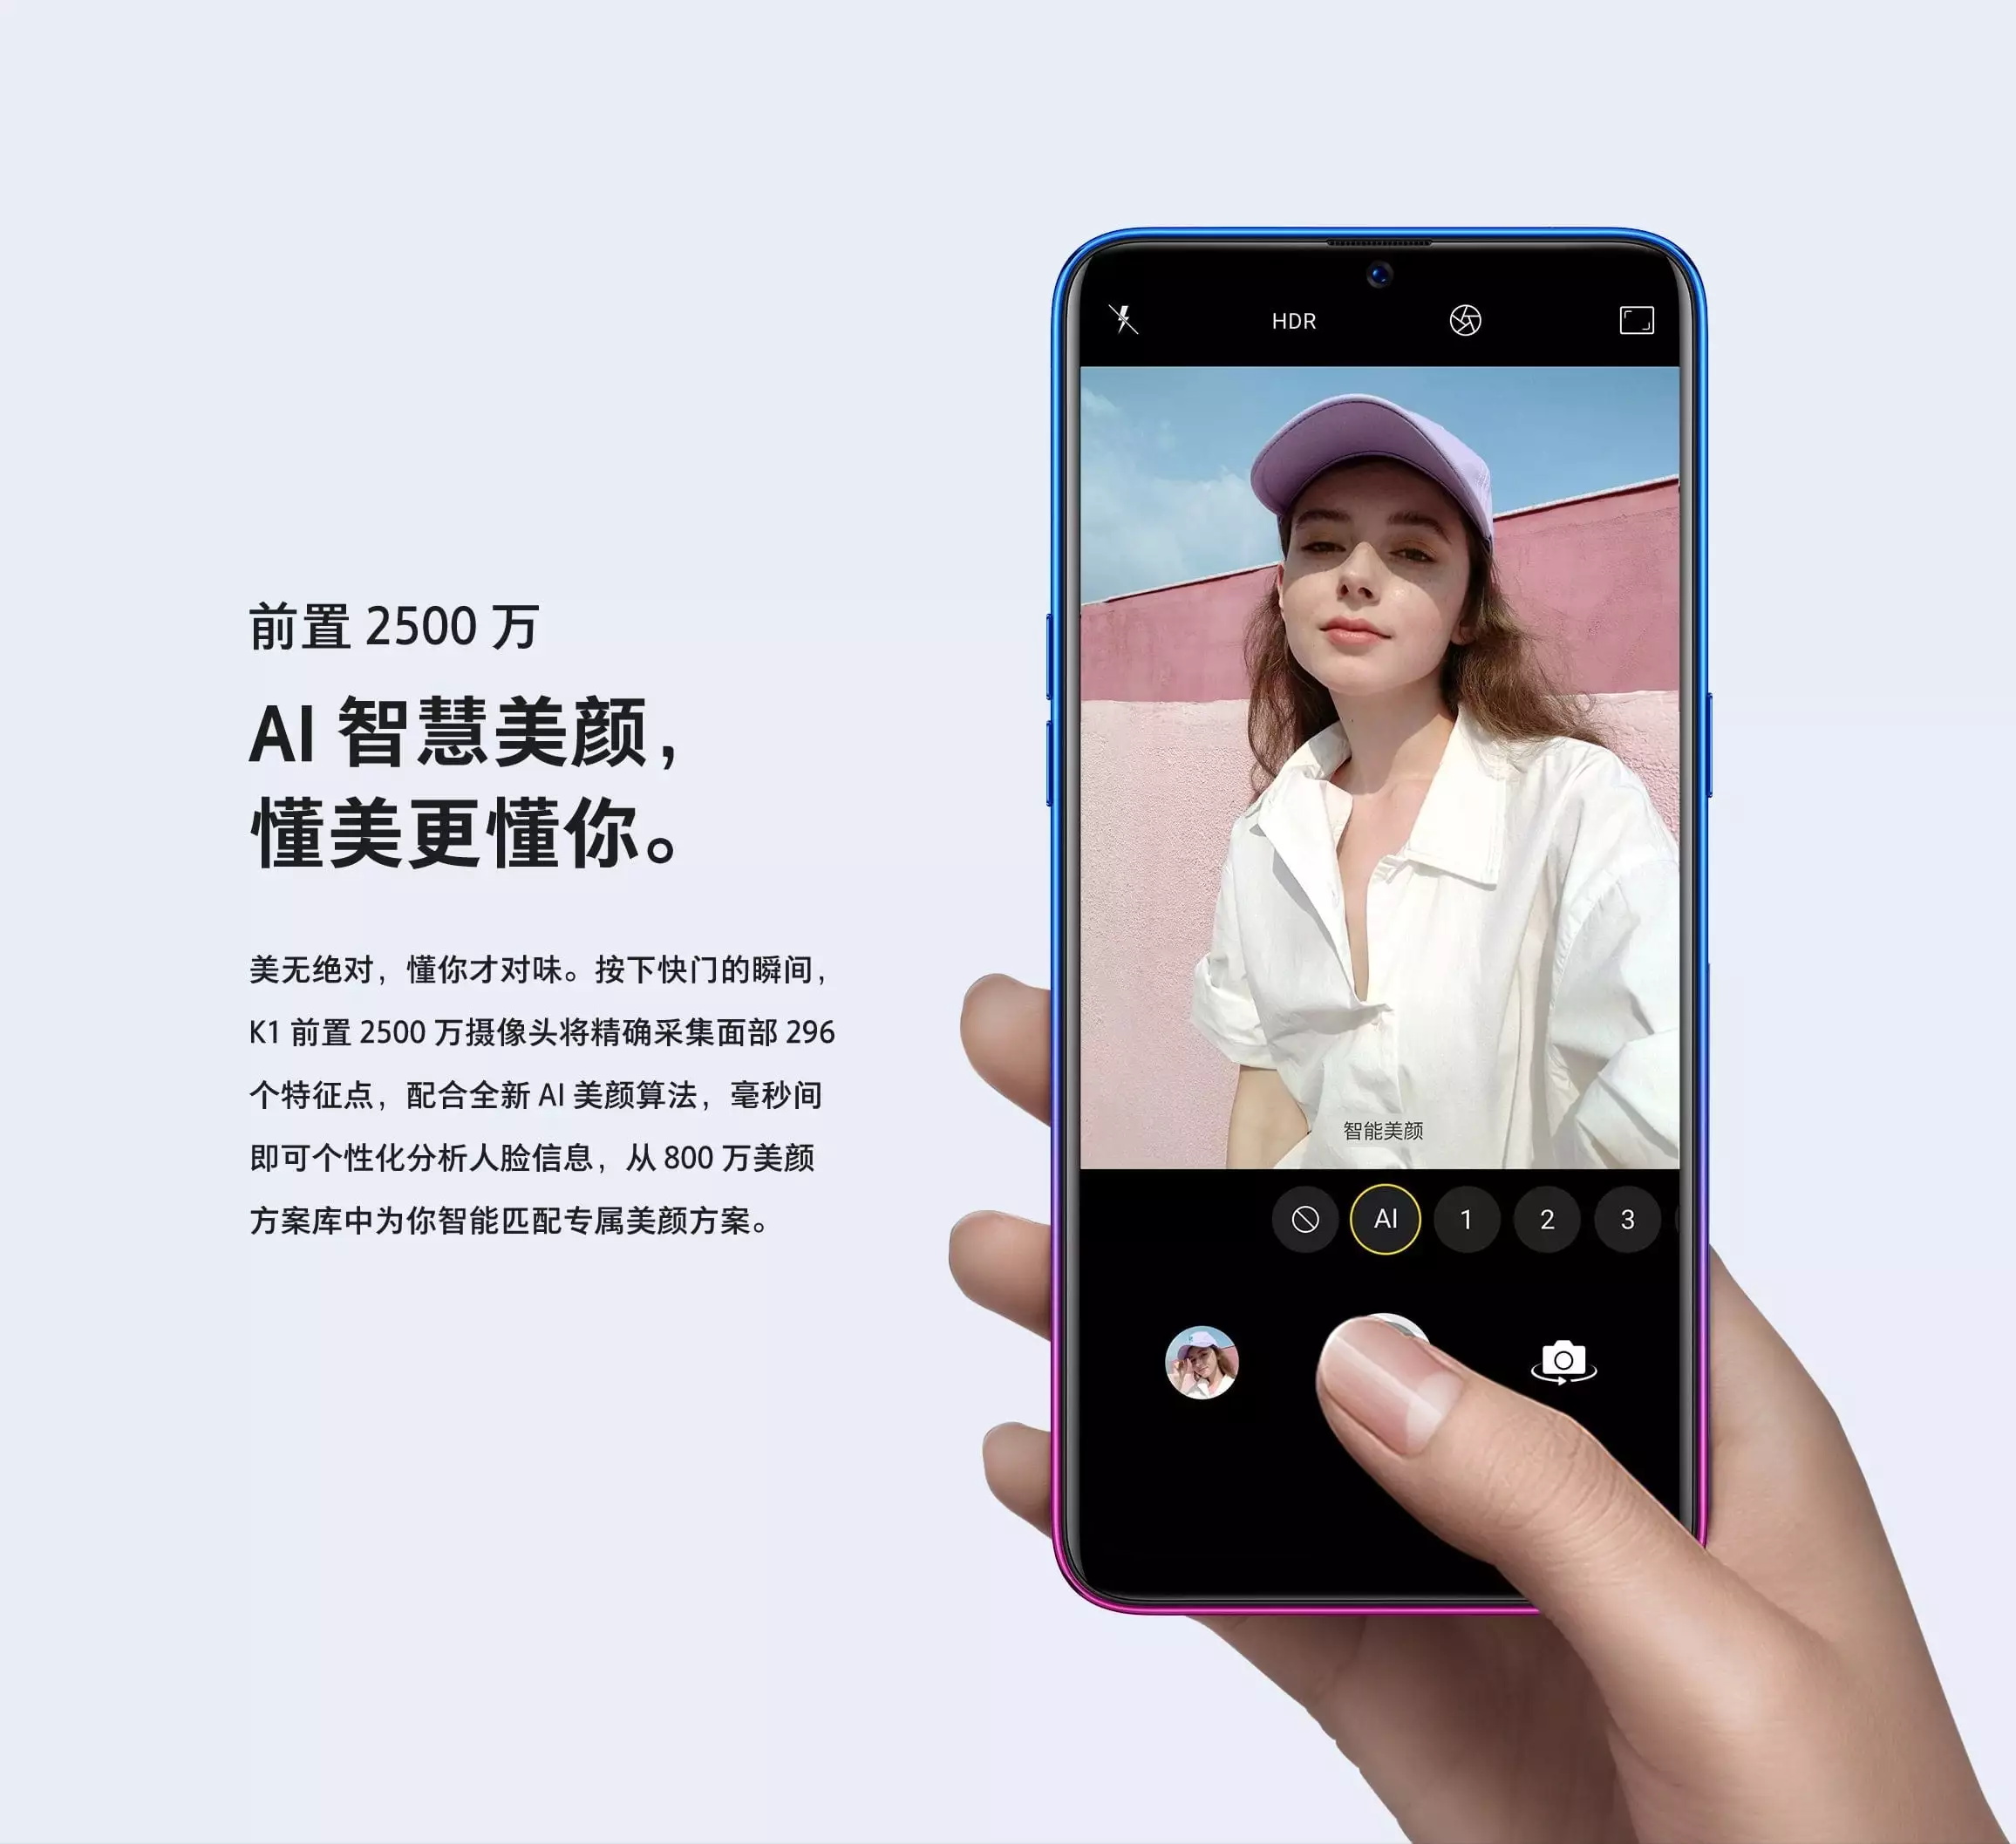 前置 2500 万
AI 智慧美颜，
懂美更懂你。
美无绝对，懂你才对味。按下快门的瞬间，
K1 前置 2500 万摄像头将精确采集面部 296
个特征点，配合全新 AI 美颜算法，毫秒间
即可个性化分析人脸信息，从 800 万美颜
方案库中为你智能匹配专属美颜方案。
HDR
智能美颜
AI 1 2 3